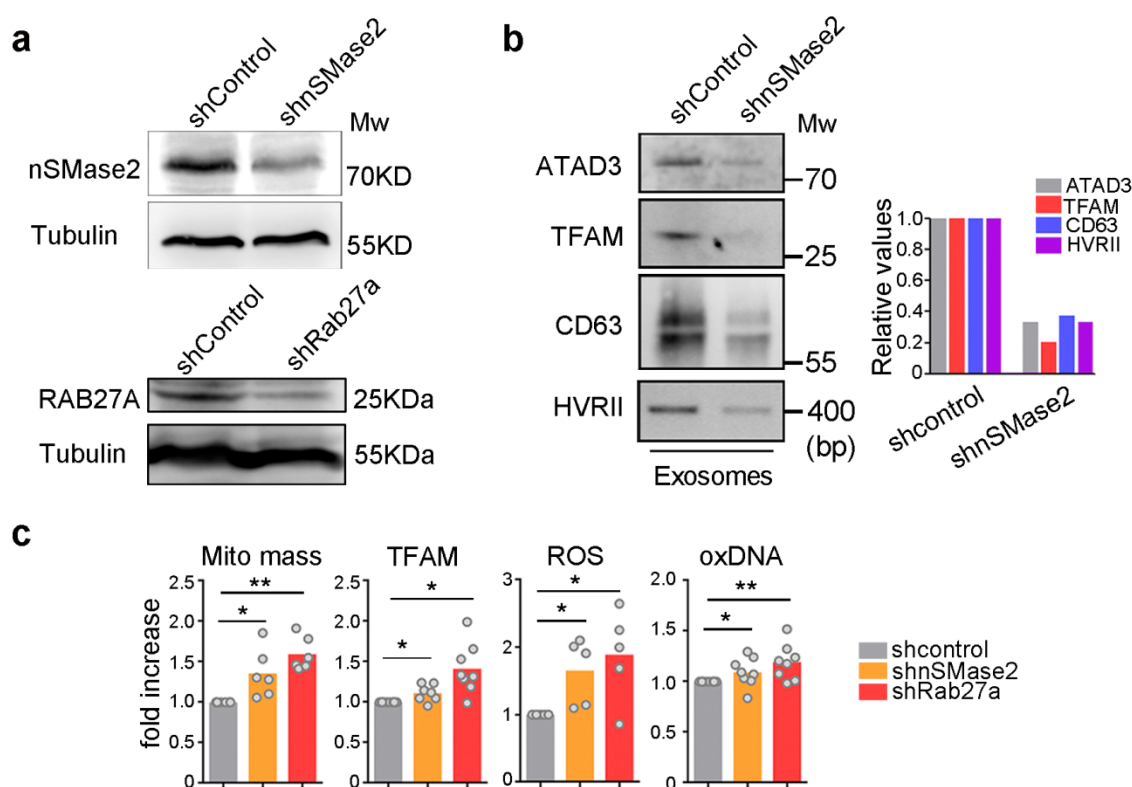 a
shControl
shnSMase2
Mw
nSMase2
70KD
Tubulin
55KD
shControl
shRab27a
RAB27A
25KDa
Tubulin
55KDa
b
shControl
shnSMase2
Mw
ATAD3
70
TFAM
25
CD63
55
HVRII
400
(bp)
Exosomes
Relative values
1.0
0.8
0.6
0.4
0.2
0
shcontrol
shnSMase2
ATAD3
TFAM
CD63
HVRII
c
fold increase
Mito mass
2.5
2.0
1.5
1.0
0.5
**
*
TFAM
2.5
2.0
1.5
1.0
0.5
0
*
*
ROS
3
2
1
0
*
*
oxDNA
2.0
1.5
1.0
0.5
0
**
*
shcontrol
shnSMase2
shRab27a